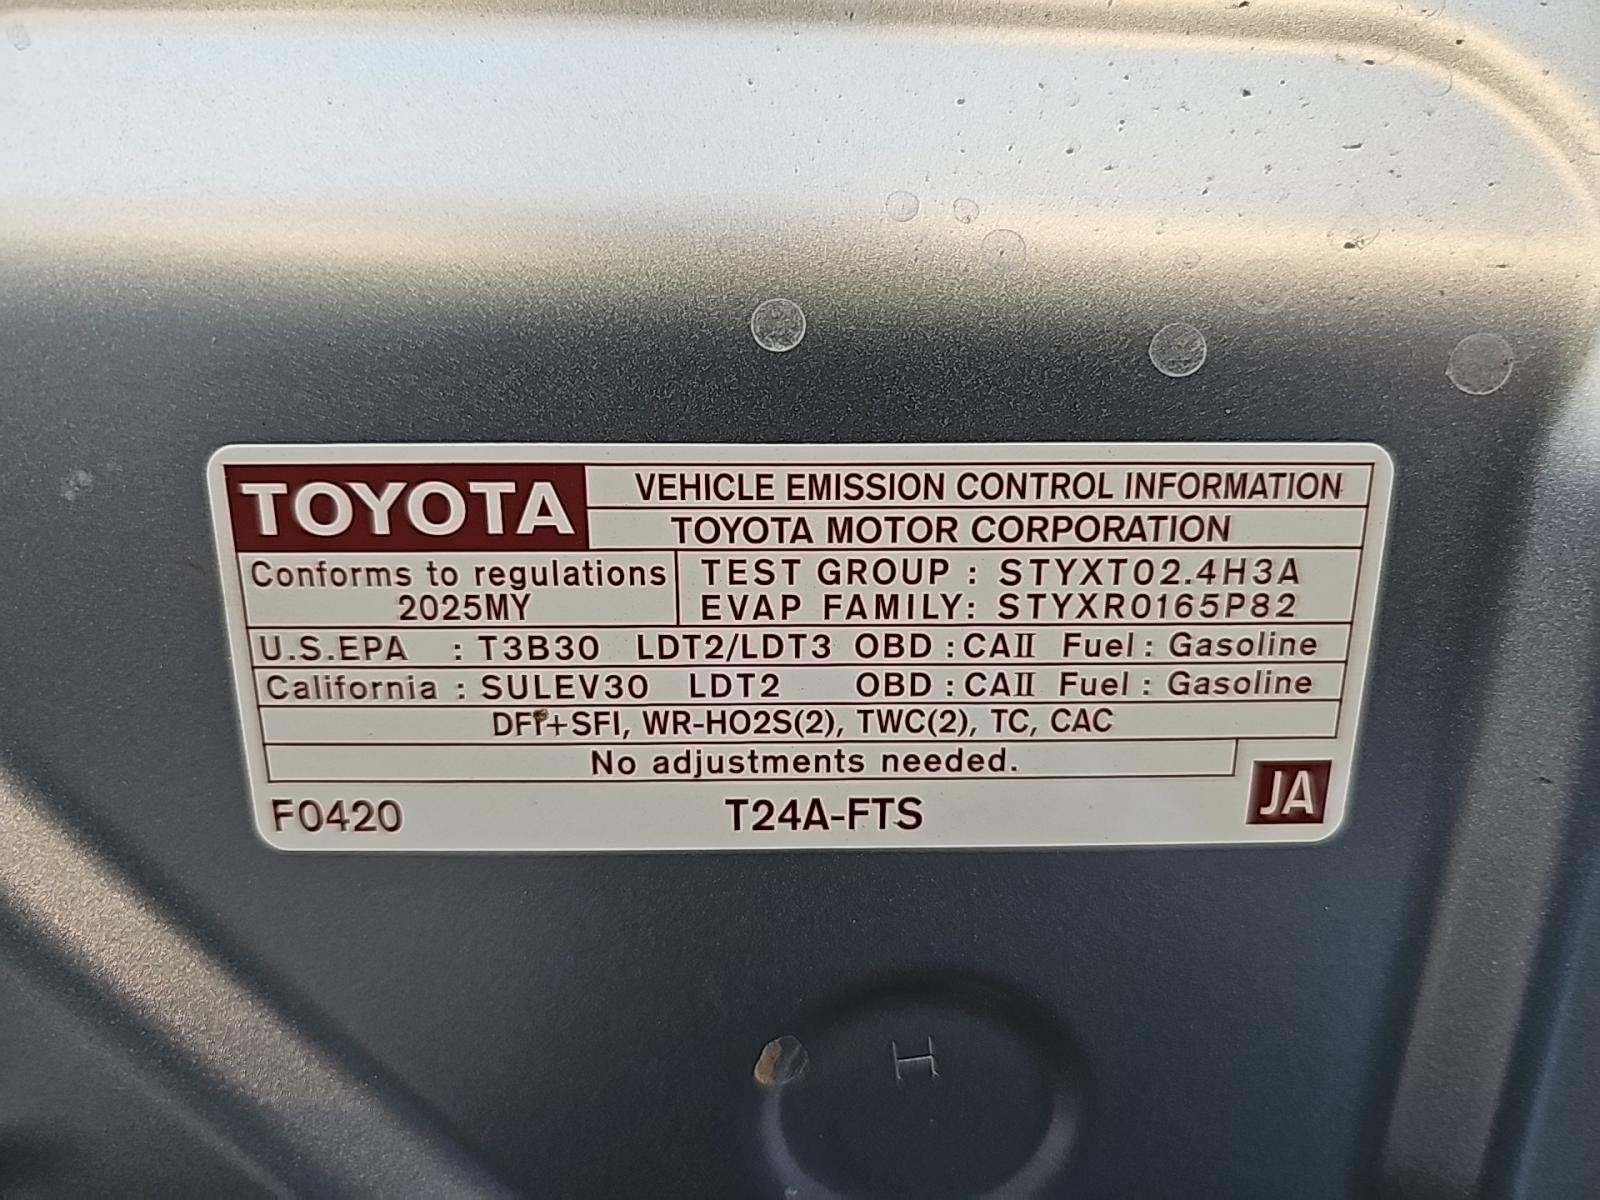 TOYOTA
VEHICLE EMISSION CONTROL INFORMATION
TOYOTA MOTOR CORPORATION
Conforms to regulations
2025MY
TEST GROUP : STYXT02.4H3A
EVAP FAMILY: STYXR0165P82
U.S.EPA : T3B30 LDT2/LDT3 OBD : CAII Fuel : Gasoline
California : SULEV30 LDT2 OBD : CAII Fuel : Gasoline
DFI+SFI, WR-HO2S(2), TWC(2), TC, CAC
No adjustments needed.
F0420 T24A-FTS JA
H